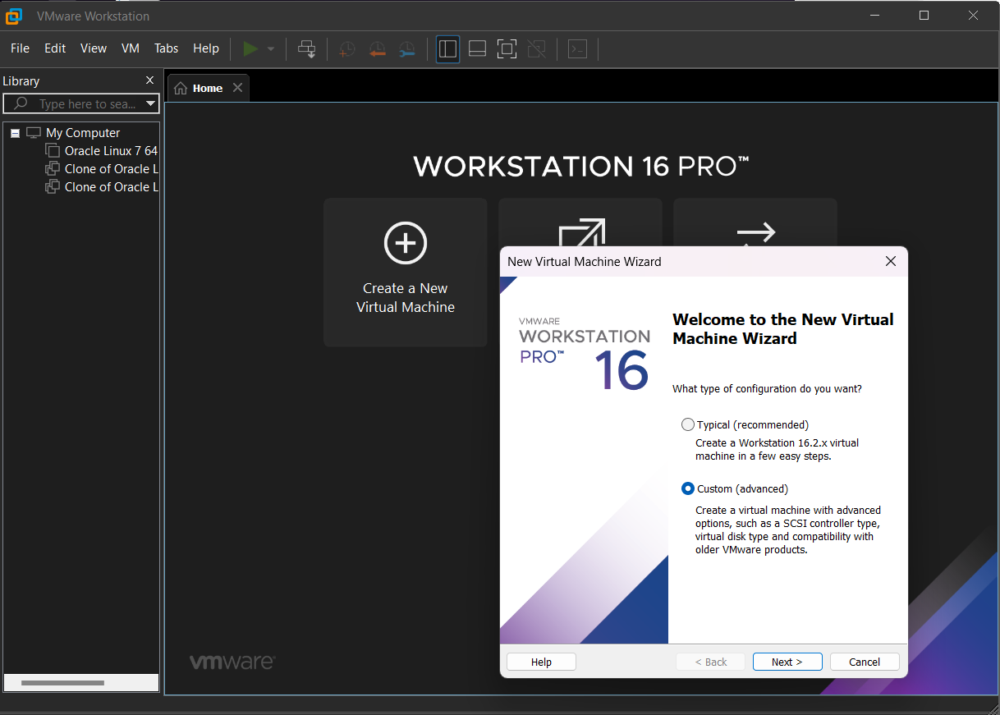 VMware Workstation
File Edit View VM Tabs Help
Library
Type here to sea...
My Computer
Oracle Linux 7 64
Clone of Oracle L
Clone of Oracle L
Home
WORKSTATION 16 PRO™
Create a New
Virtual Machine
New Virtual Machine Wizard
VMWARE
WORKSTATION
PRO™ 16
Welcome to the New Virtual
Machine Wizard
What type of configuration do you want?
Typical (recommended)
Create a Workstation 16.2.x virtual
machine in a few easy steps.
Custom (advanced)
Create a virtual machine with advanced
options, such as a SCSI controller type,
virtual disk type and compatibility with
older VMware products.
vmware®
Help < Back Next > Cancel